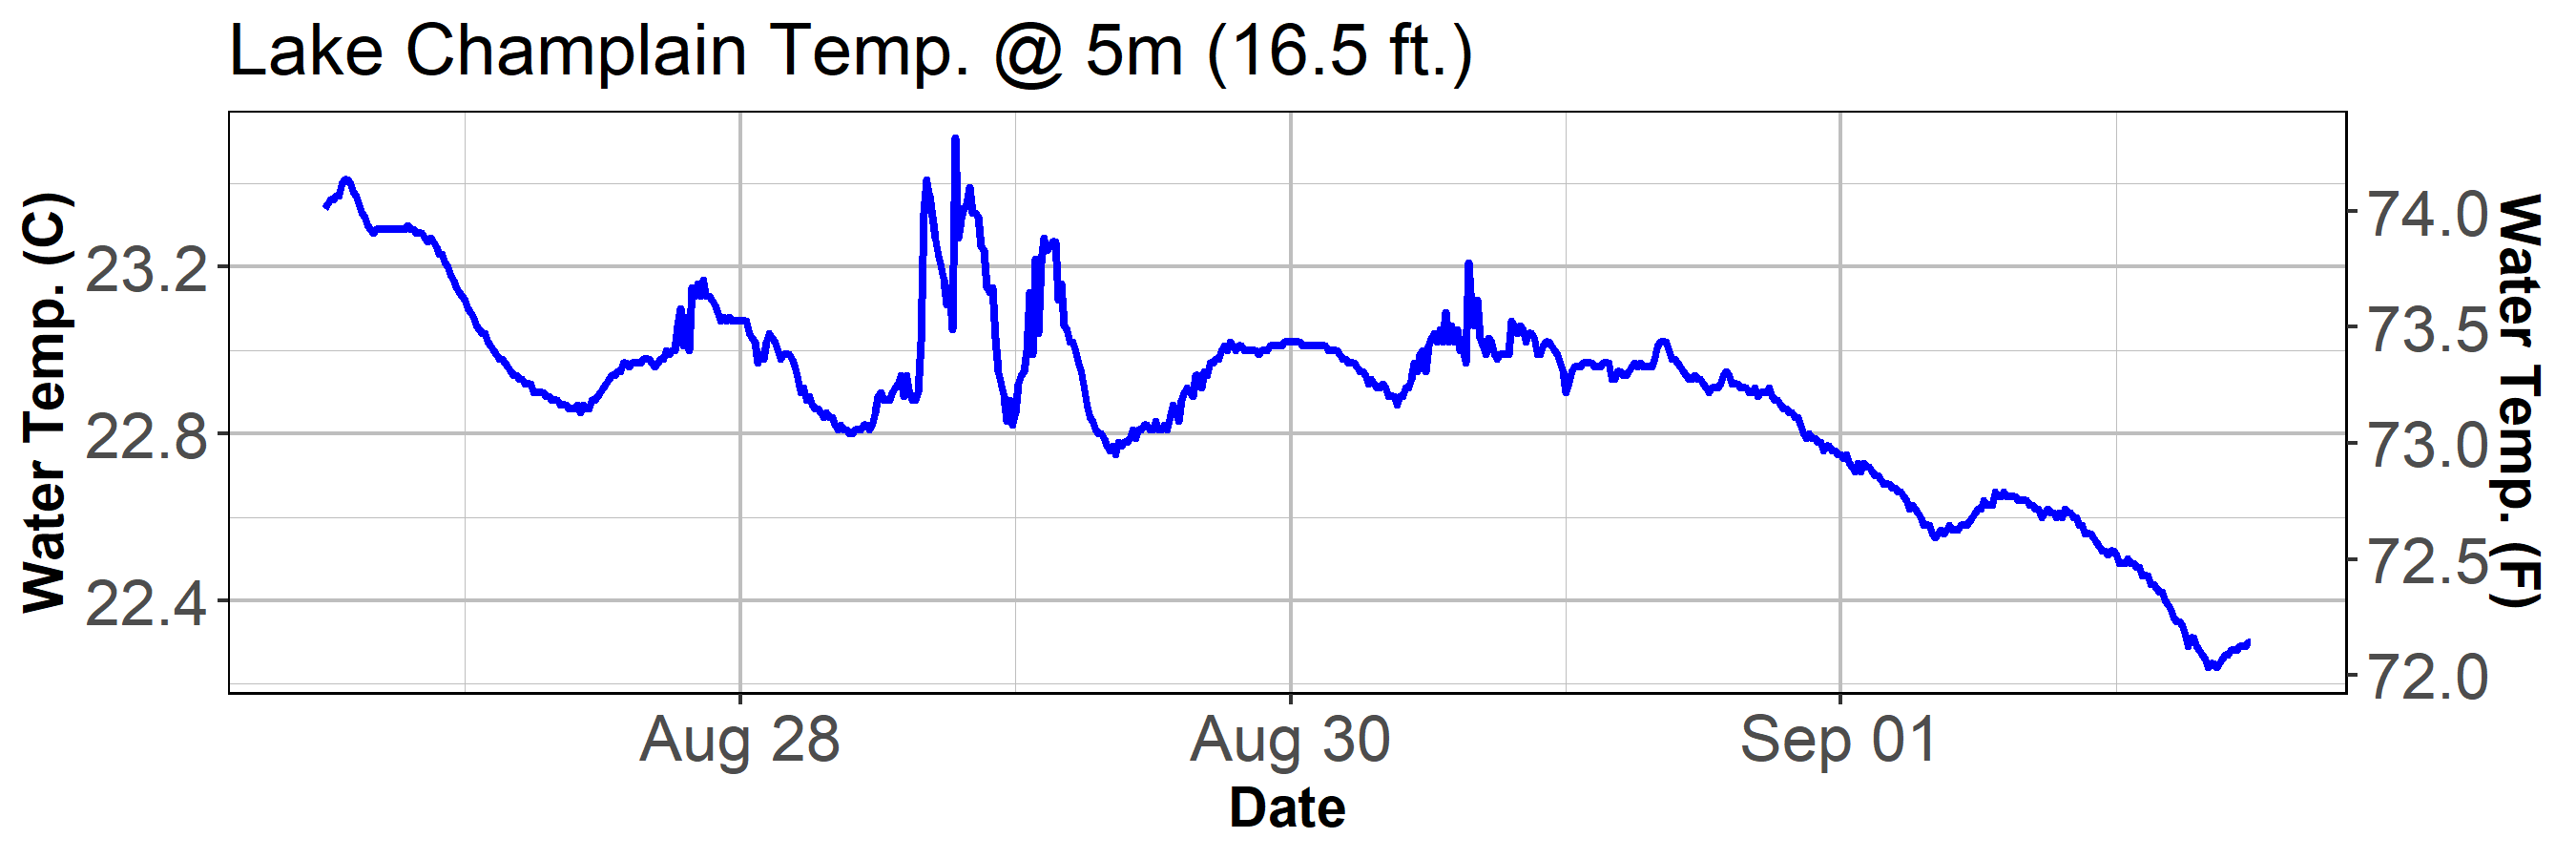 Lake Champlain Temp. @ 5m (16.5 ft.)
Water Temp. (C)
23.2
22.8
22.4
74.0
73.5
73.0
72.5
72.0
Water Temp. (F)
Aug 28
Aug 30
Sep 01
Date